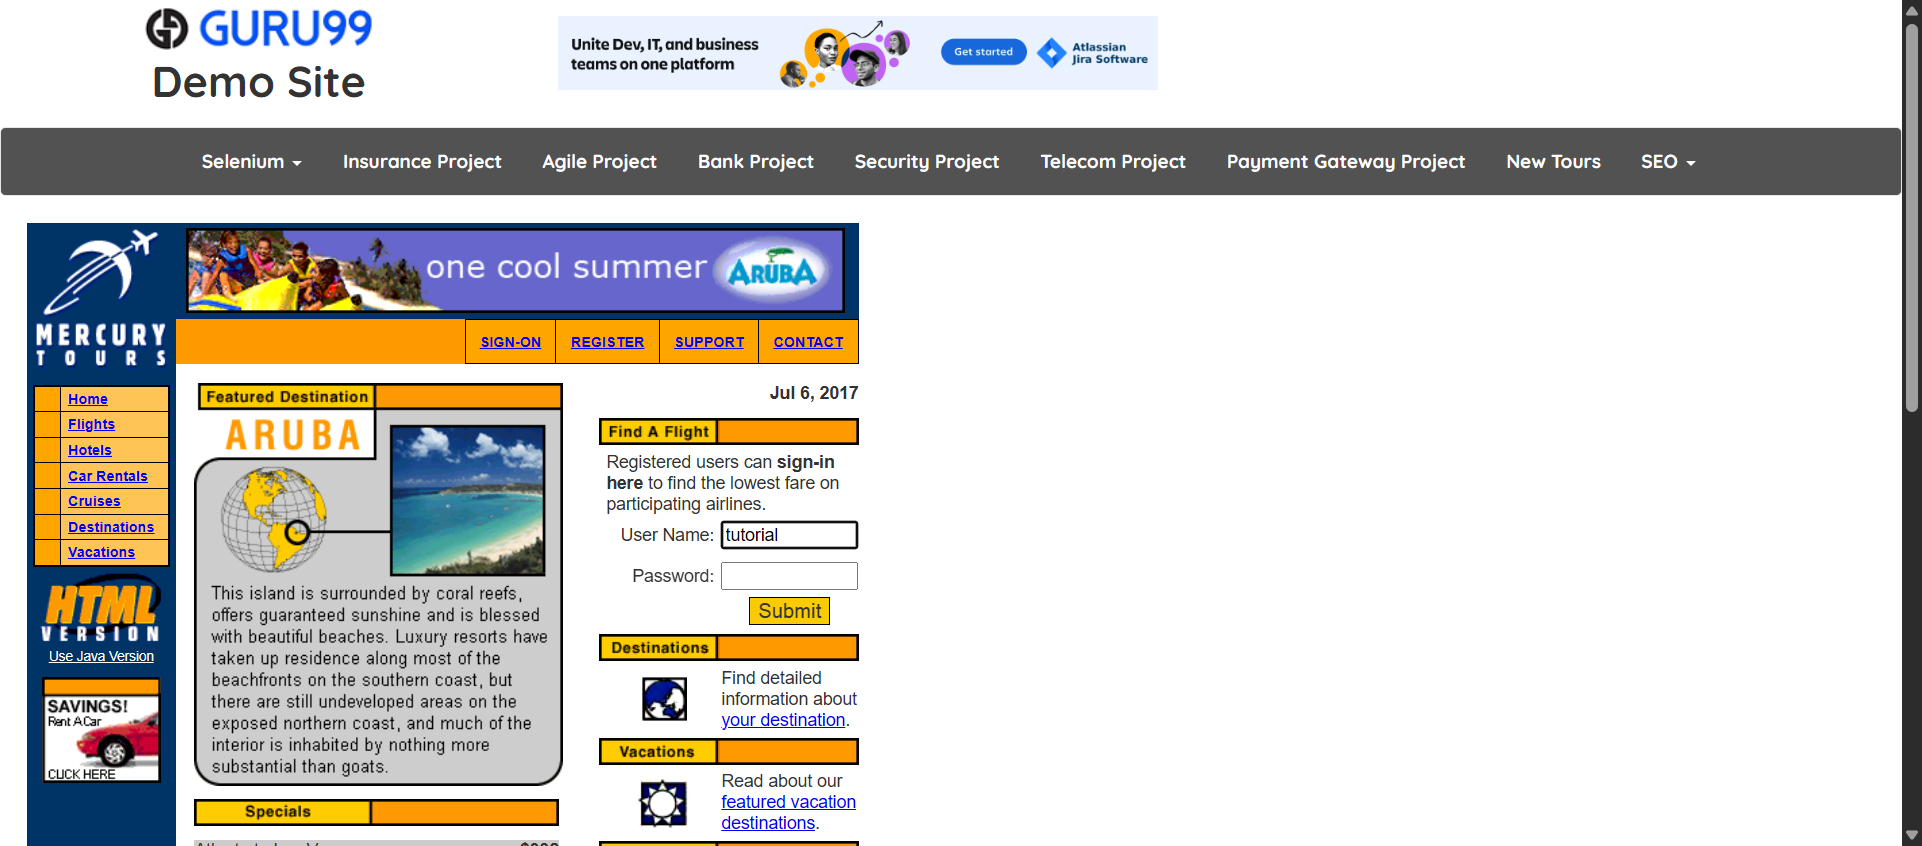 GURU99
Demo Site
Unite Dev, IT, and business
teams on one platform
Get started
Atlassian
Jira Software
Selenium
Insurance Project
Agile Project
Bank Project
Security Project
Telecom Project
Payment Gateway Project
New Tours
SEO
MERCURY
TOURS
one cool summer
ARUBA
SIGN-ON
REGISTER
SUPPORT
CONTACT
Home
Flights
Hotels
Car Rentals
Cruises
Destinations
Vacations
HTML
VERSION
Use Java Version
SAVINGS!
Rent A Car
CLICK HERE
Featured Destination
ARUBA
This island is surrounded by coral reefs,
offers guaranteed sunshine and is blessed
with beautiful beaches. Luxury resorts have
taken up residence along most of the
beachfronts on the southern coast, but
there are still undeveloped areas on the
exposed northern coast, and much of the
interior is inhabited by nothing more
substantial than goats.
Specials
Jul 6, 2017
Find A Flight
Registered users can sign-in
here to find the lowest fare on
participating airlines.
User Name: tutorial
Password:
Submit
Destinations
Find detailed
information about
your destination.
Vacations
Read about our
featured vacation
destinations.